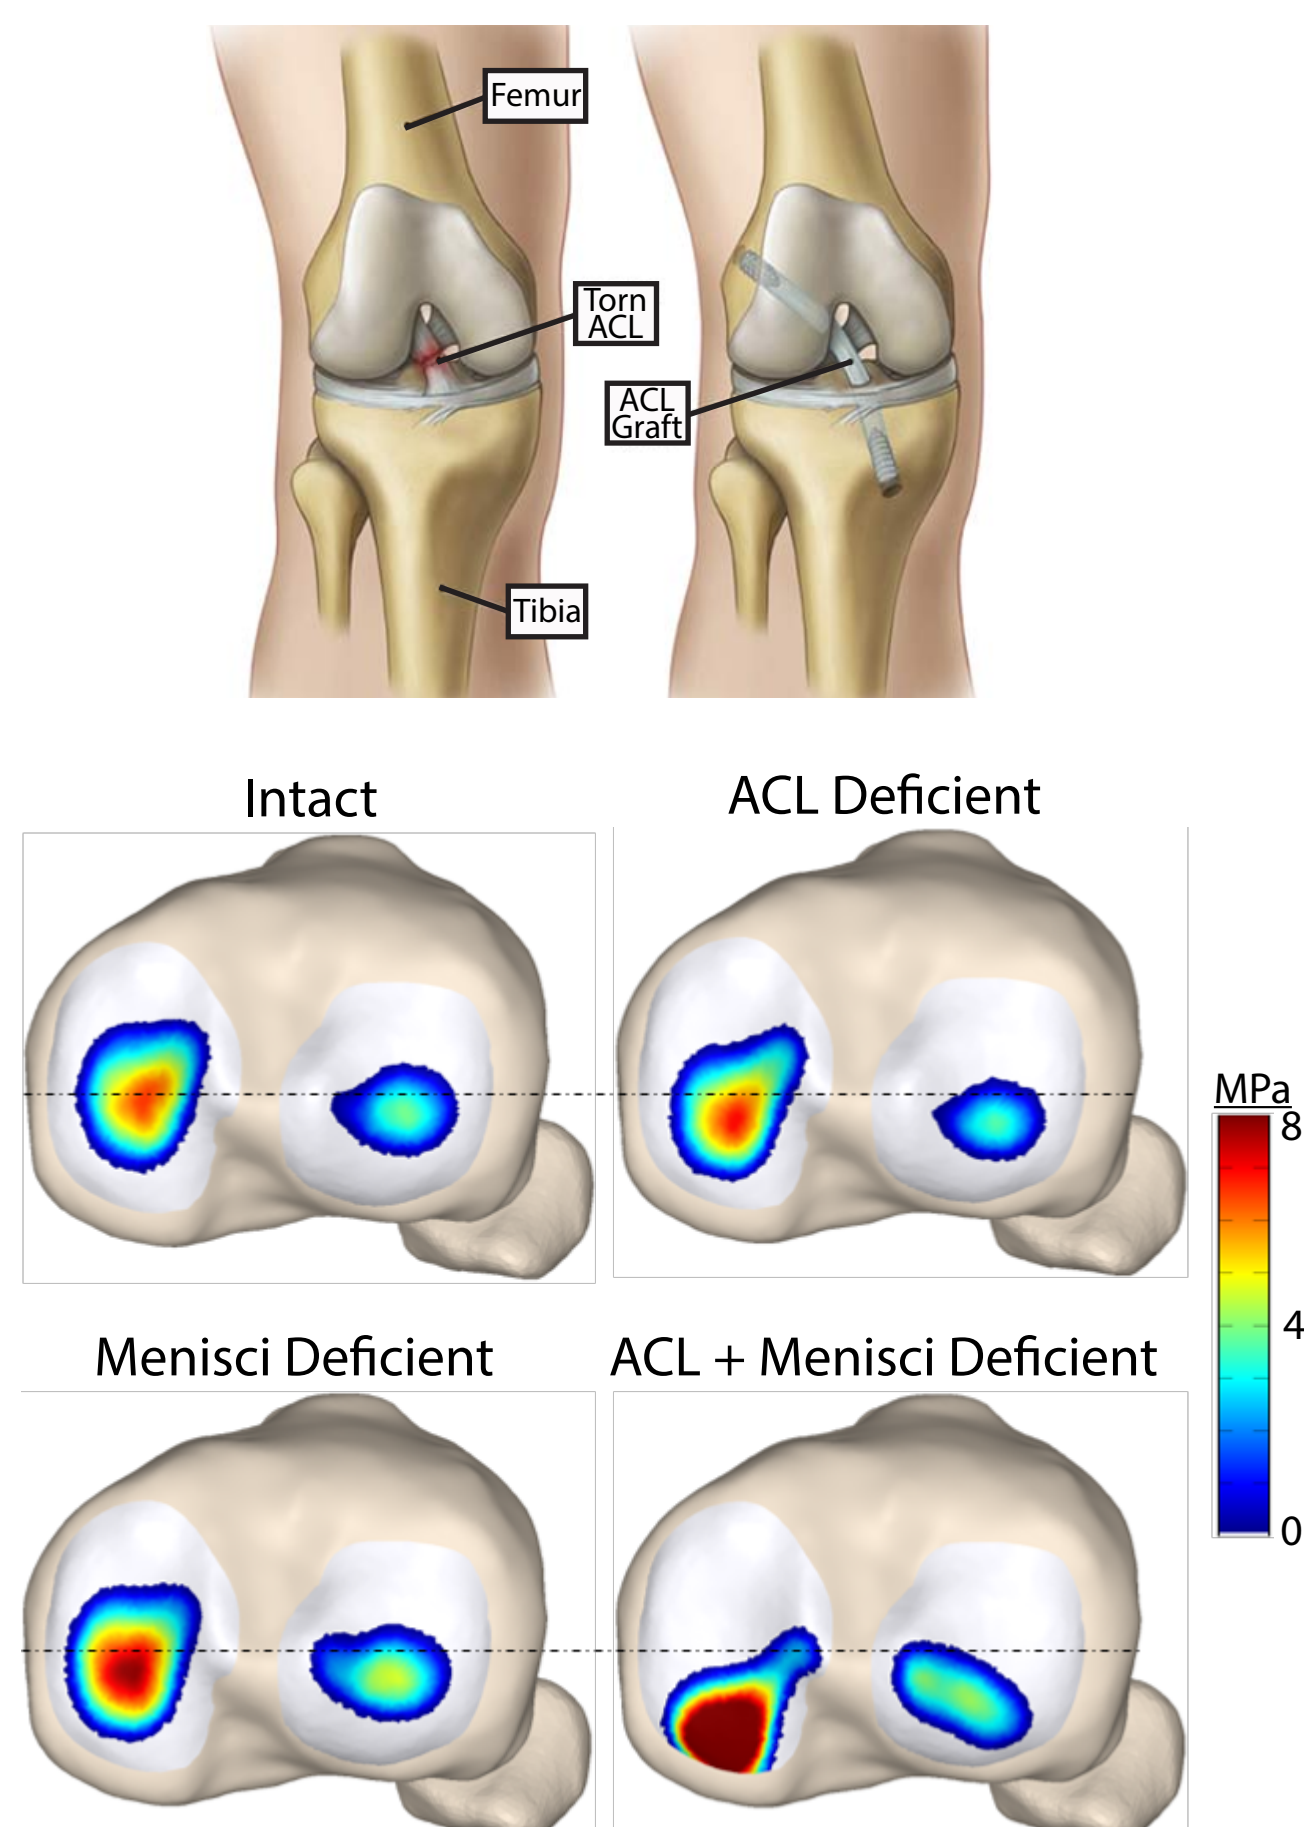 Femur
Torn
ACL
ACL
Graft
Tibia
Intact
ACL Deficient
MPa
8
4
0
Menisci Deficient
ACL + Menisci Deficient